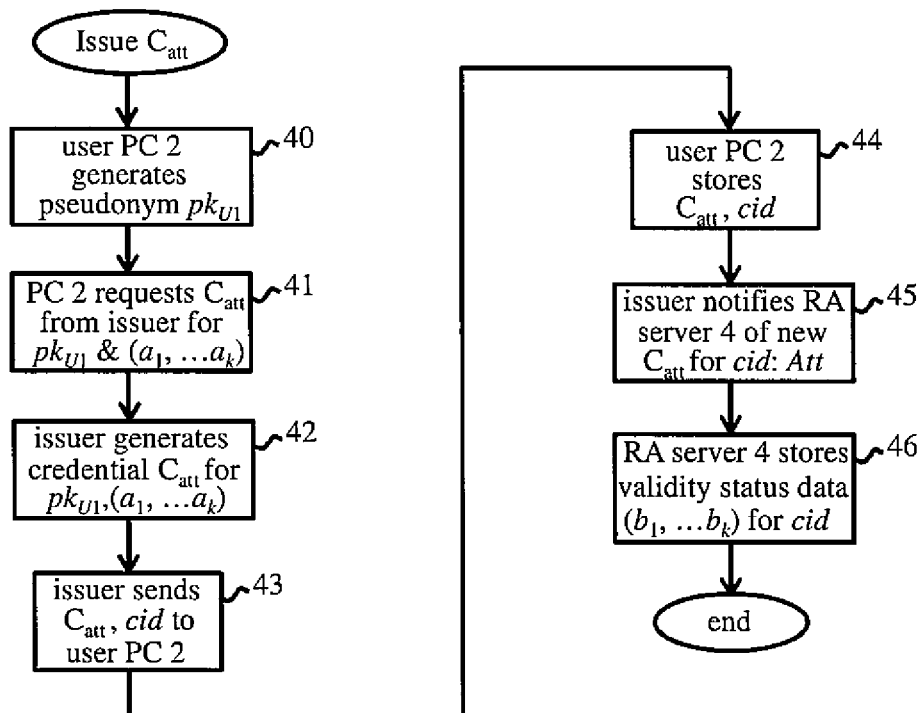 Issue C_att
user PC 2
generates
pseudonym pk_U1
40
PC 2 requests C_att
from issuer for
pk_U1 & (a_1, …a_k)
41
issuer generates
credential C_att for
pk_U1,(a_1, …a_k)
42
issuer sends
C_att, cid to
user PC 2
43
user PC 2
stores
C_att, cid
44
issuer notifies RA
server 4 of new
C_att for cid: Att
45
RA server 4 stores
validity status data
(b_1, …b_k) for cid
46
end